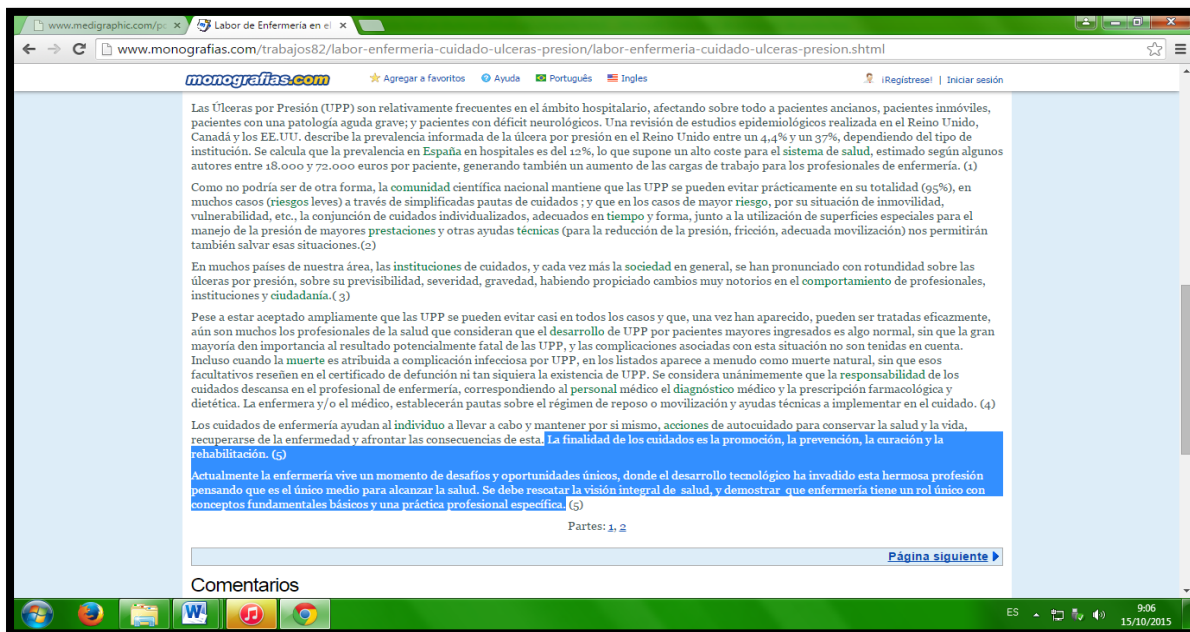 www.medigraphic.com/pc
Labor de Enfermería en el
www.monografias.com/trabajos82/labor-enfermeria-cuidado-ulceras-presion/labor-enfermeria-cuidado-ulceras-presion.shtml
monografias.com Agregar a favoritos Ayuda Português Ingles ¡Regístrese! | Iniciar sesión
Las Úlceras por Presión (UPP) son relativamente frecuentes en el ámbito hospitalario, afectando sobre todo a pacientes ancianos, pacientes inmóviles,
pacientes con una patología aguda grave; y pacientes con déficit neurológicos. Una revisión de estudios epidemiológicos realizada en el Reino Unido,
Canadá y los EE.UU. describe la prevalencia informada de la úlcera por presión en el Reino Unido entre un 4,4% y un 37%, dependiendo del tipo de
institución. Se calcula que la prevalencia en España en hospitales es del 12%, lo que supone un alto coste para el sistema de salud, estimado según algunos
autores entre 18.000 y 72.000 euros por paciente, generando también un aumento de las cargas de trabajo para los profesionales de enfermería. (1)
Como no podría ser de otra forma, la comunidad científica nacional mantiene que las UPP se pueden evitar prácticamente en su totalidad (95%), en
muchos casos (riesgos leves) a través de simplificadas pautas de cuidados ; y que en los casos de mayor riesgo, por su situación de inmovilidad,
vulnerabilidad, etc., la conjunción de cuidados individualizados, adecuados en tiempo y forma, junto a la utilización de superficies especiales para el
manejo de la presión de mayores prestaciones y otras ayudas técnicas (para la reducción de la presión, fricción, adecuada movilización) nos permitirán
también salvar esas situaciones.(2)
En muchos países de nuestra área, las instituciones de cuidados, y cada vez más la sociedad en general, se han pronunciado con rotundidad sobre las
úlceras por presión, sobre su previsibilidad, severidad, gravedad, habiendo propiciado cambios muy notorios en el comportamiento de profesionales,
instituciones y ciudadanía.( 3)
Pese a estar aceptado ampliamente que las UPP se pueden evitar casi en todos los casos y que, una vez han aparecido, pueden ser tratadas eficazmente,
aún son muchos los profesionales de la salud que consideran que el desarrollo de UPP por pacientes mayores ingresados es algo normal, sin que la gran
mayoría den importancia al resultado potencialmente fatal de las UPP, y las complicaciones asociadas con esta situación no son tenidas en cuenta.
Incluso cuando la muerte es atribuida a complicación infecciosa por UPP, en los listados aparece a menudo como muerte natural, sin que esos
facultativos reseñen en el certificado de defunción ni tan siquiera la existencia de UPP. Se considera unánimemente que la responsabilidad de los
cuidados descansa en el profesional de enfermería, correspondiendo al personal médico el diagnóstico médico y la prescripción farmacológica y
dietética. La enfermera y/o el médico, establecerán pautas sobre el régimen de reposo o movilización y ayudas técnicas a implementar en el cuidado. (4)
Los cuidados de enfermería ayudan al individuo a llevar a cabo y mantener por si mismo, acciones de autocuidado para conservar la salud y la vida,
recuperarse de la enfermedad y afrontar las consecuencias de esta. La finalidad de los cuidados es la promoción, la prevención, la curación y la
rehabilitación. (5)
Actualmente la enfermería vive un momento de desafíos y oportunidades únicos, donde el desarrollo tecnológico ha invadido esta hermosa profesión
pensando que es el único medio para alcanzar la salud. Se debe rescatar la visión integral de salud, y demostrar que enfermería tiene un rol único con
conceptos fundamentales básicos y una práctica profesional específica. (5)
Partes: 1, 2
Página siguiente
Comentarios
ES 9:06
15/10/2015